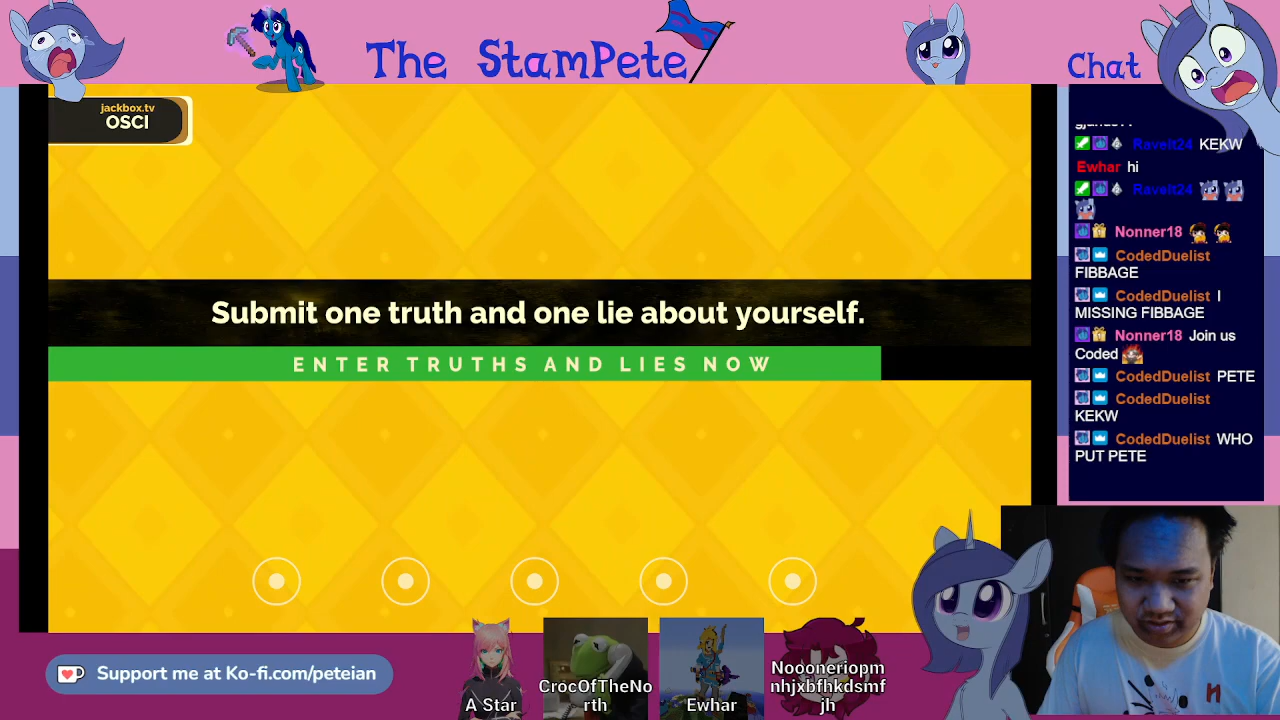 The StamPete
Chat
jackbox.tv
OSCI
Submit one truth and one lie about yourself.
ENTER TRUTHS AND LIES NOW
Ravelt24 KEKW
Ewhar hi
Ravelt24
Nonner18
CodedDuelist
FIBBAGE
CodedDuelist I
MISSING FIBBAGE
Nonner18 Join us
Coded
CodedDuelist PETE
CodedDuelist
KEKW
CodedDuelist WHO
PUT PETE
Support me at Ko-fi.com/peteian
A Star
CrocOfTheNo
rth
Ewhar
Noooneriopm
nhjxbfhkdsmf
jh